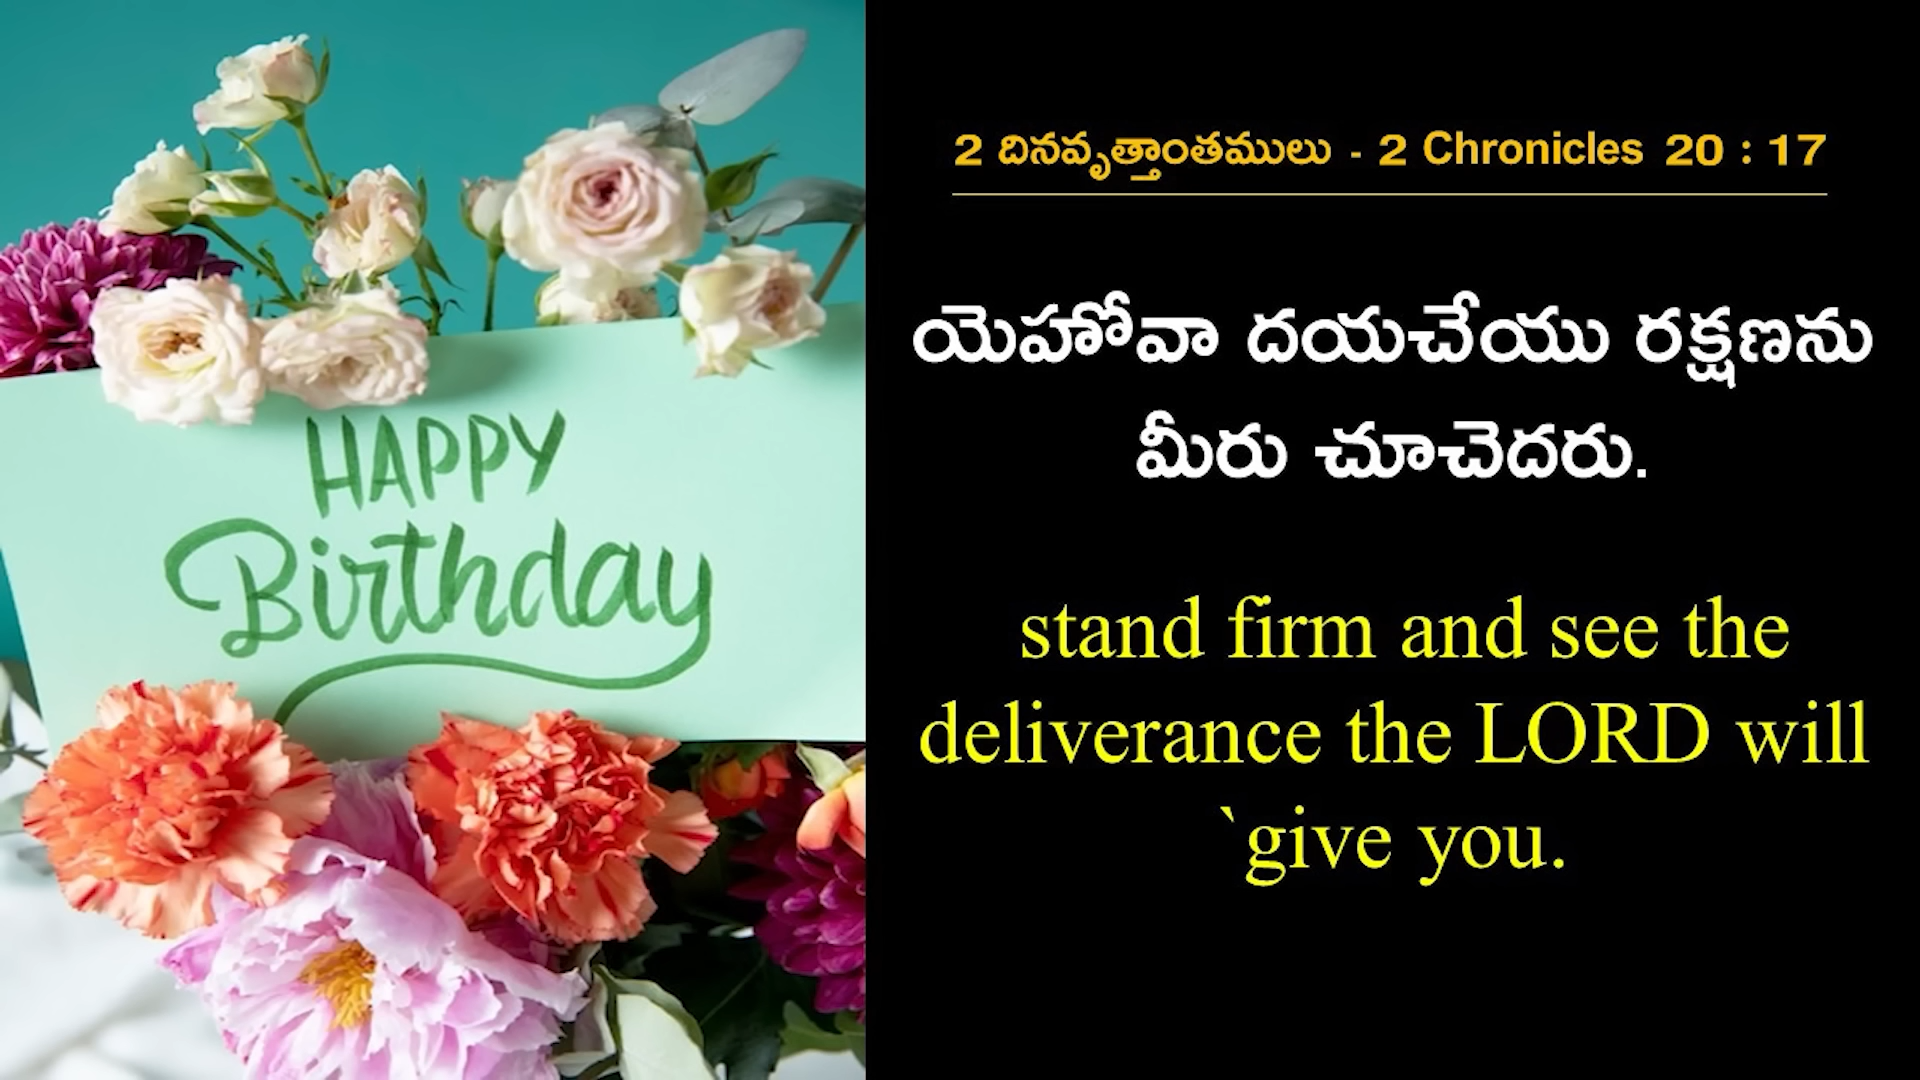 HAPPY
Birthday
2 దినవృత్తాంతములు - 2 Chronicles 20 : 17
యెహోవా దయచేయు రక్షణను
మీరు చూచెదరు.
stand firm and see the
deliverance the LORD will
`give you.